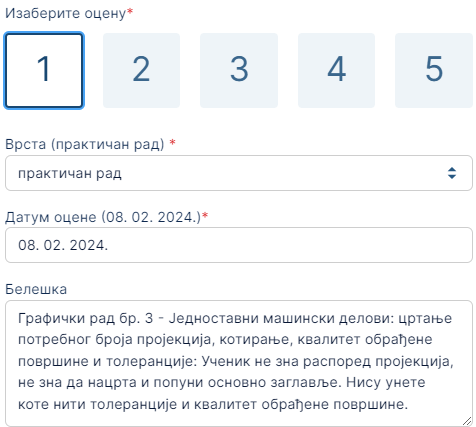 Изаберите оцену*
1 2 3 4 5
Врста (практичан рад) *
практичан рад
Датум оцене (08. 02. 2024.)*
08. 02. 2024.
Белешка
Графички рад бр. 3 - Једноставни машински делови: цртање
потребног броја пројекција, котирање, квалитет обрађене
површине и толеранције: Ученик не зна распоред пројекција,
не зна да нацрта и попуни основно заглавље. Нису унете
коте нити толеранције и квалитет обрађене површине.